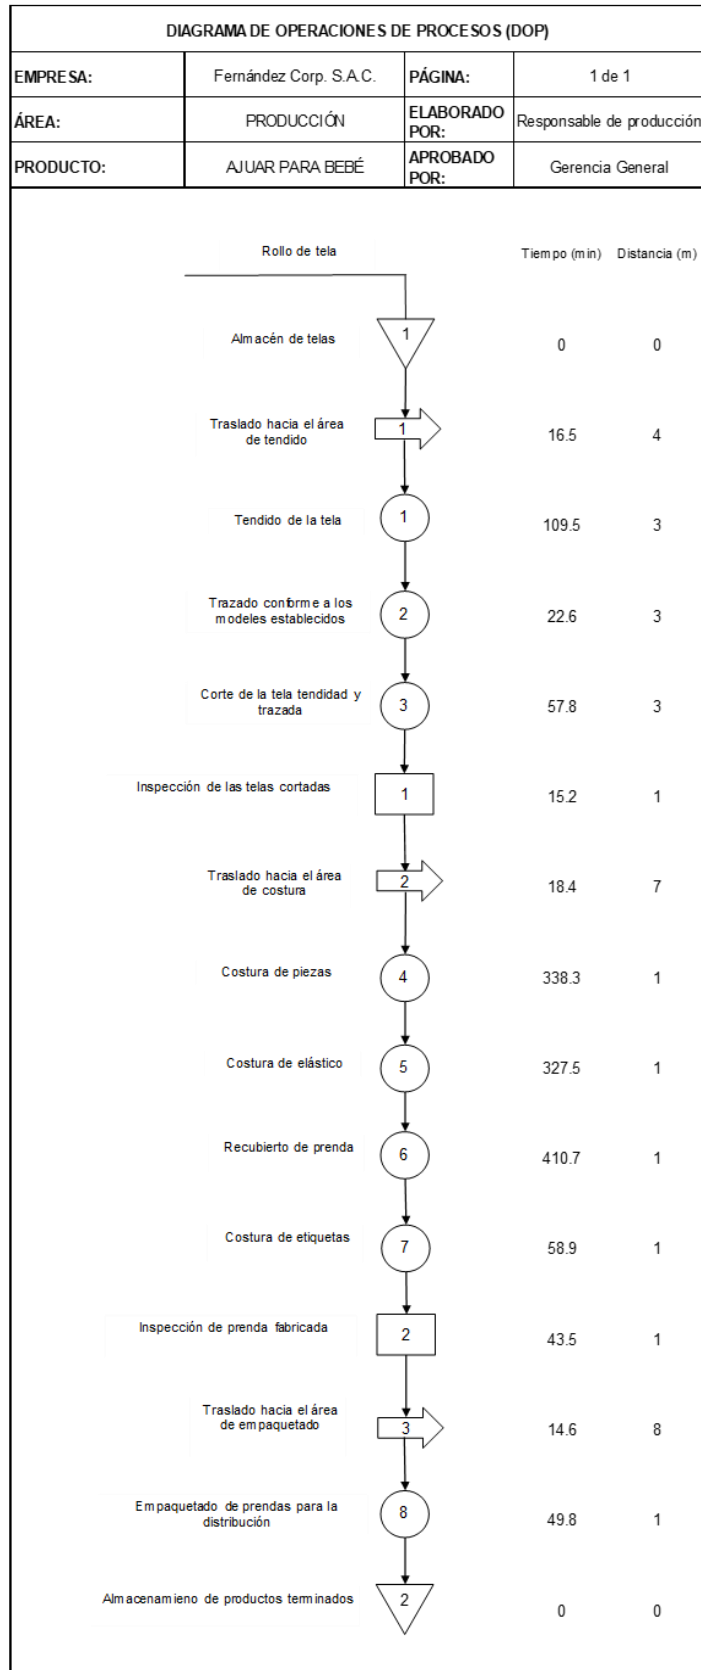 DIAGRAMA DE OPERACIONES DE PROCESOS (DOP)
EMPRESA: Fernández Corp. S.A.C. PÁGINA: 1 de 1
ÁREA: PRODUCCIÓN ELABORADO POR: Responsable de producción
PRODUCTO: AJUAR PARA BEBÉ APROBADO POR: Gerencia General
Rollo de tela Tiempo (min) Distancia (m)
Almacén de telas 1 0 0
Traslado hacia el área
de tendido 1 16.5 4
Tendido de la tela 1 109.5 3
Trazado conforme a los
modeles establecidos 2 22.6 3
Corte de la tela tendidad y
trazada 3 57.8 3
Inspección de las telas cortadas 1 15.2 1
Traslado hacia el área
de costura 2 18.4 7
Costura de piezas 4 338.3 1
Costura de elástico 5 327.5 1
Recubierto de prenda 6 410.7 1
Costura de etiquetas 7 58.9 1
Inspección de prenda fabricada 2 43.5 1
Traslado hacia el área
de empaquetado 3 14.6 8
Empaquetado de prendas para la
distribución 8 49.8 1
Almacenamieno de productos terminados 2 0 0